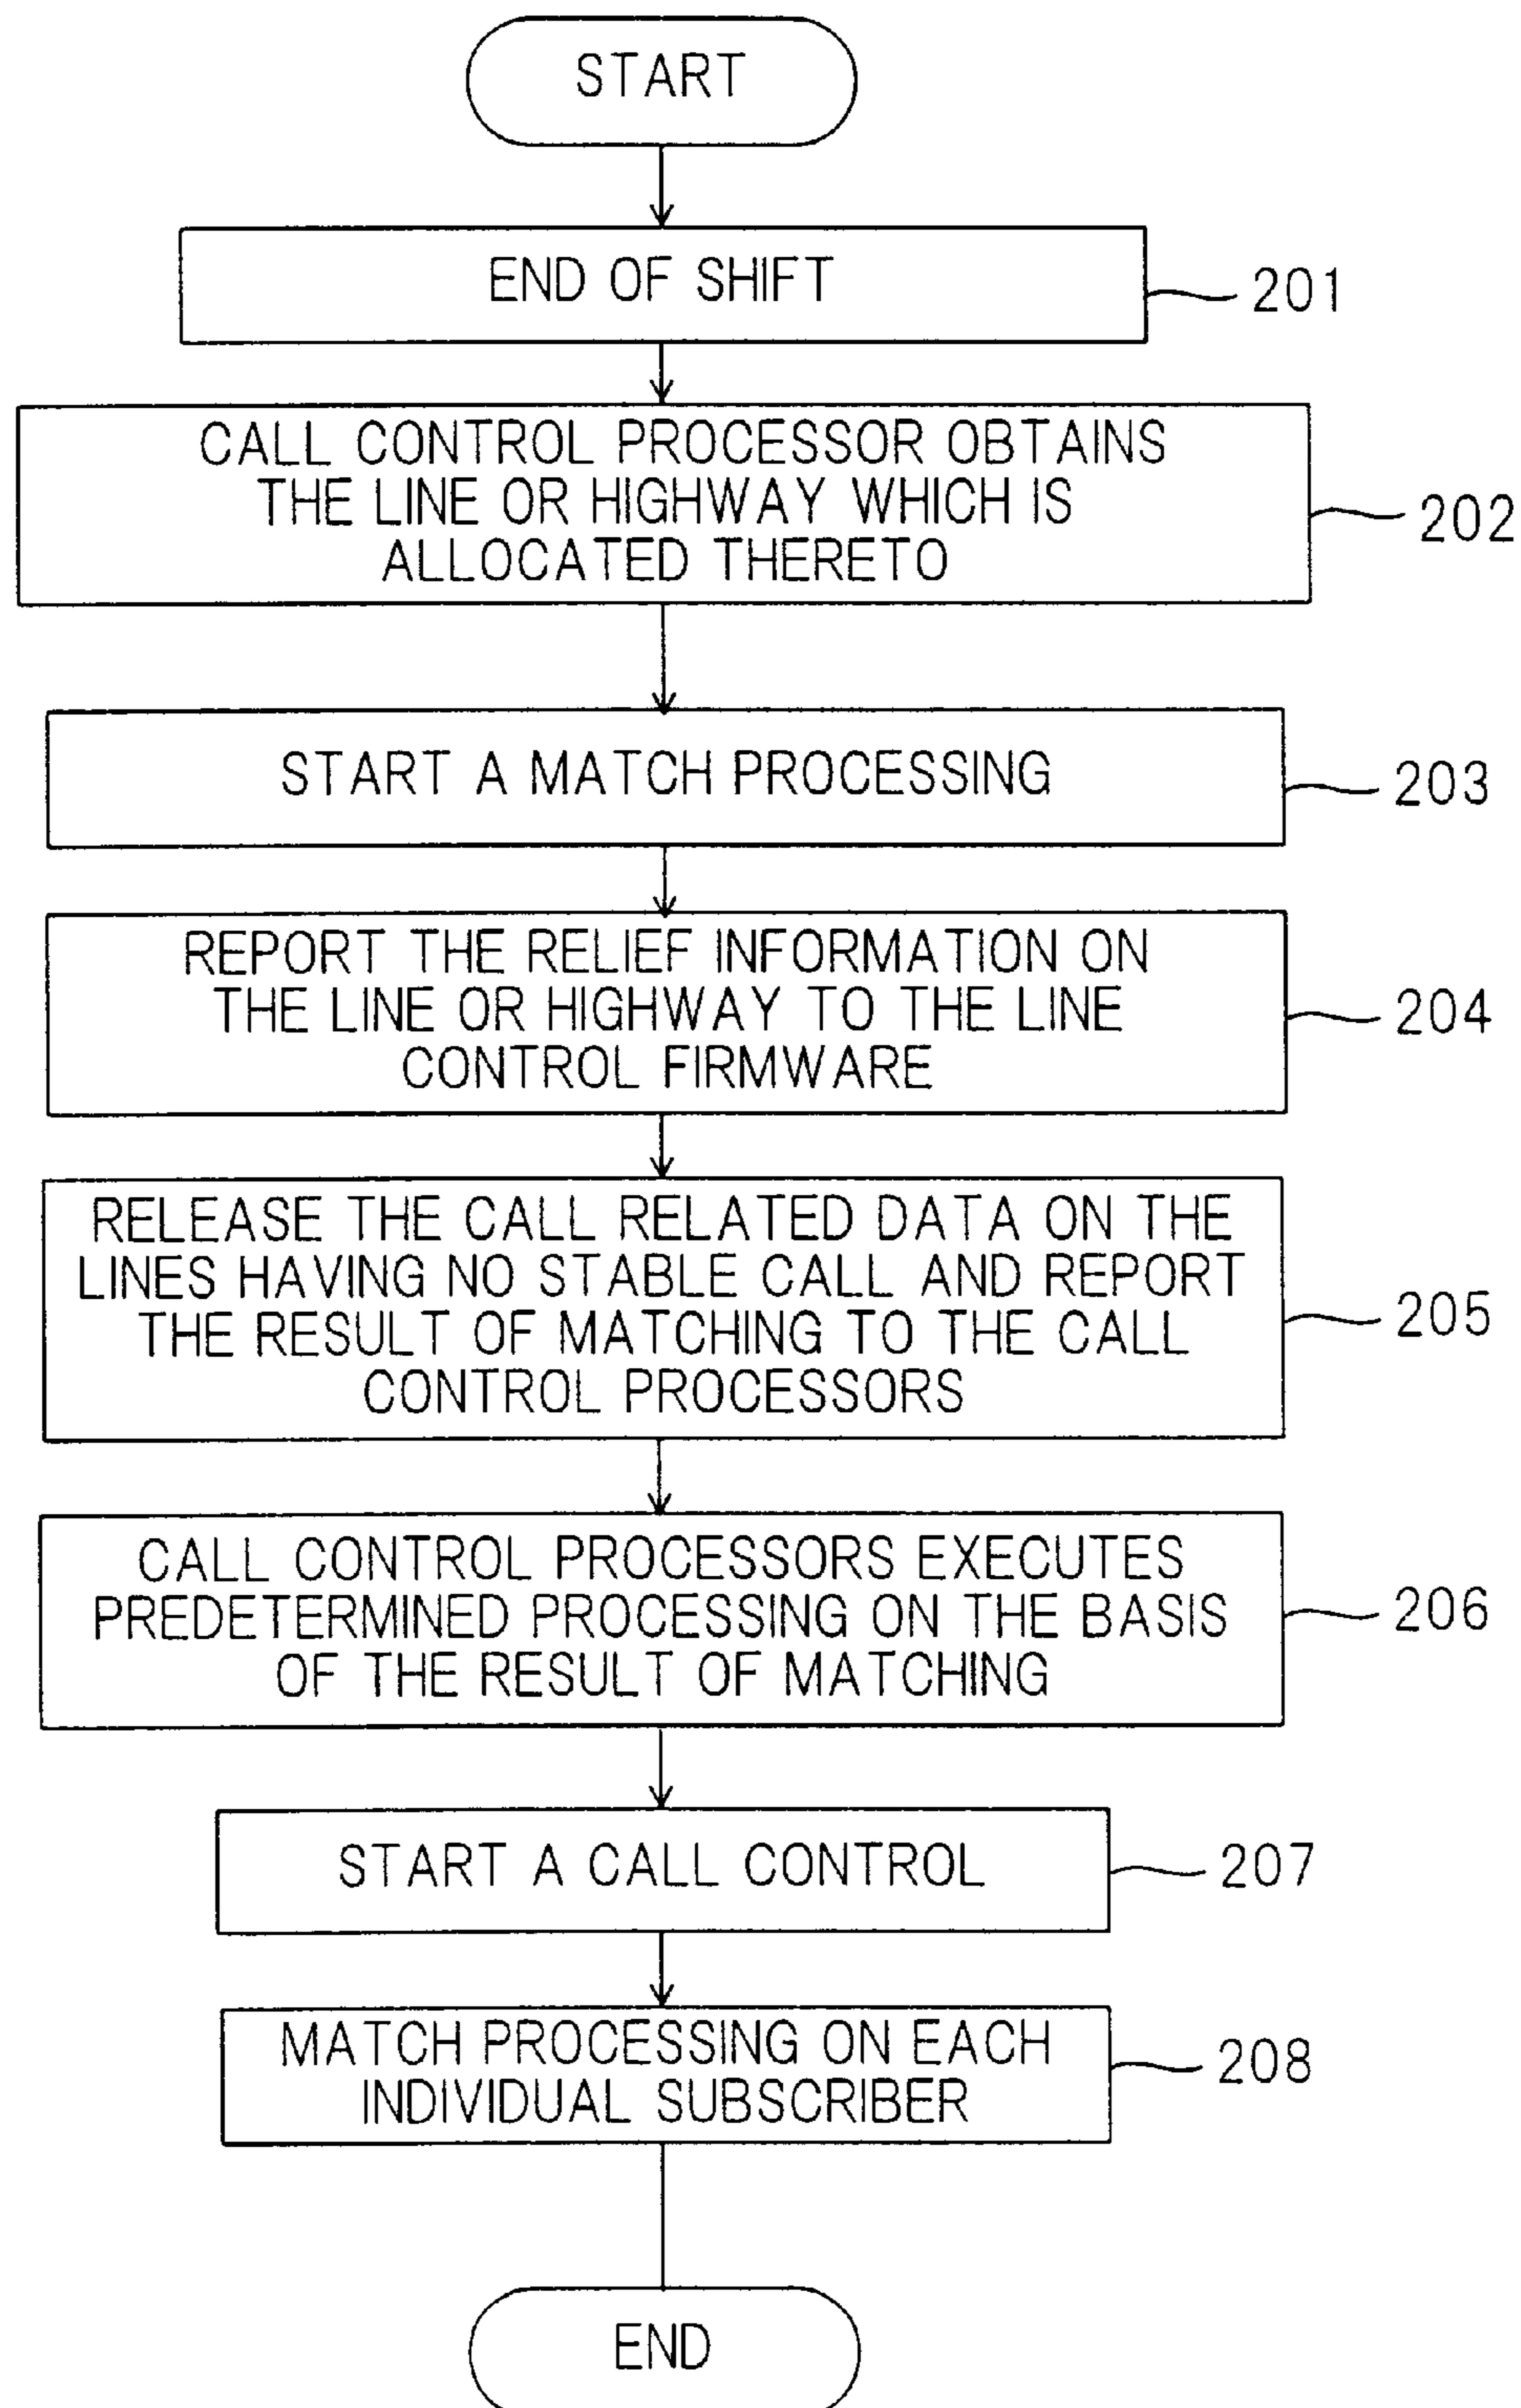 START
END OF SHIFT
201
CALL CONTROL PROCESSOR OBTAINS
THE LINE OR HIGHWAY WHICH IS
ALLOCATED THERETO
202
START A MATCH PROCESSING
203
REPORT THE RELIEF INFORMATION ON
THE LINE OR HIGHWAY TO THE LINE
CONTROL FIRMWARE
204
RELEASE THE CALL RELATED DATA ON THE
LINES HAVING NO STABLE CALL AND REPORT
THE RESULT OF MATCHING TO THE CALL
CONTROL PROCESSORS
205
CALL CONTROL PROCESSORS EXECUTES
PREDETERMINED PROCESSING ON THE BASIS
OF THE RESULT OF MATCHING
206
START A CALL CONTROL
207
MATCH PROCESSING ON EACH
INDIVIDUAL SUBSCRIBER
208
END